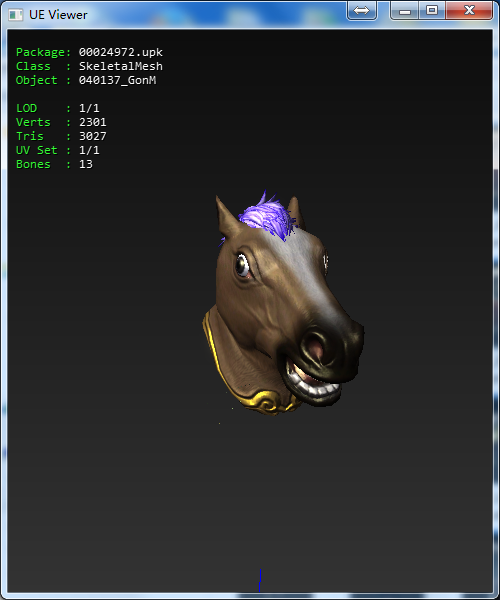 UE Viewer
Package: 00024972.upk
Class  : SkeletalMesh
Object : 040137_GonM
LOD    : 1/1
Verts  : 2301
Tris   : 3027
UV Set : 1/1
Bones  : 13